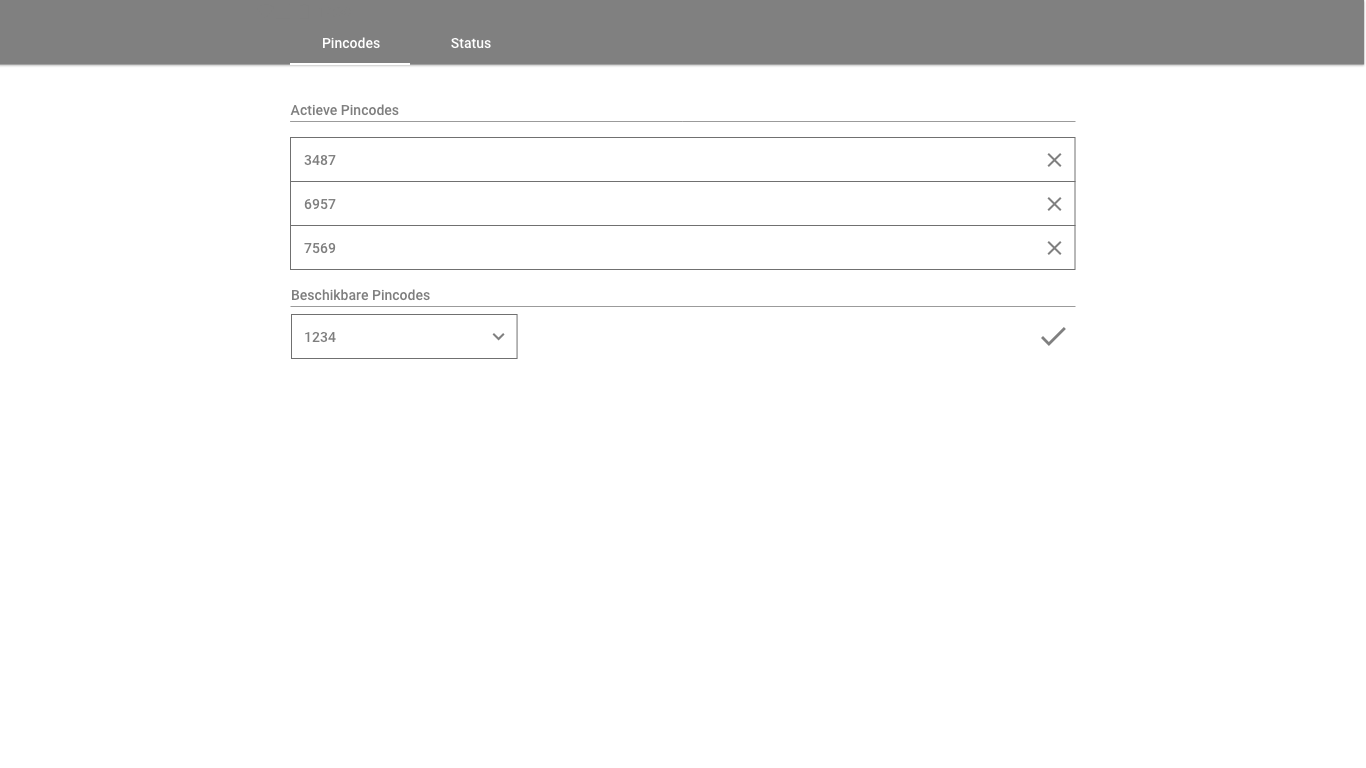 Pincodes
Status
Actieve Pincodes
3487
6957
7569
Beschikbare Pincodes
1234